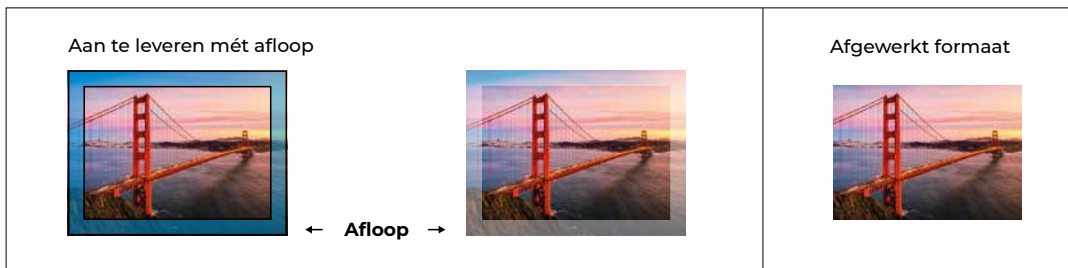 Aan te leveren mét afloop
Afgewerkt formaat
← Afloop →